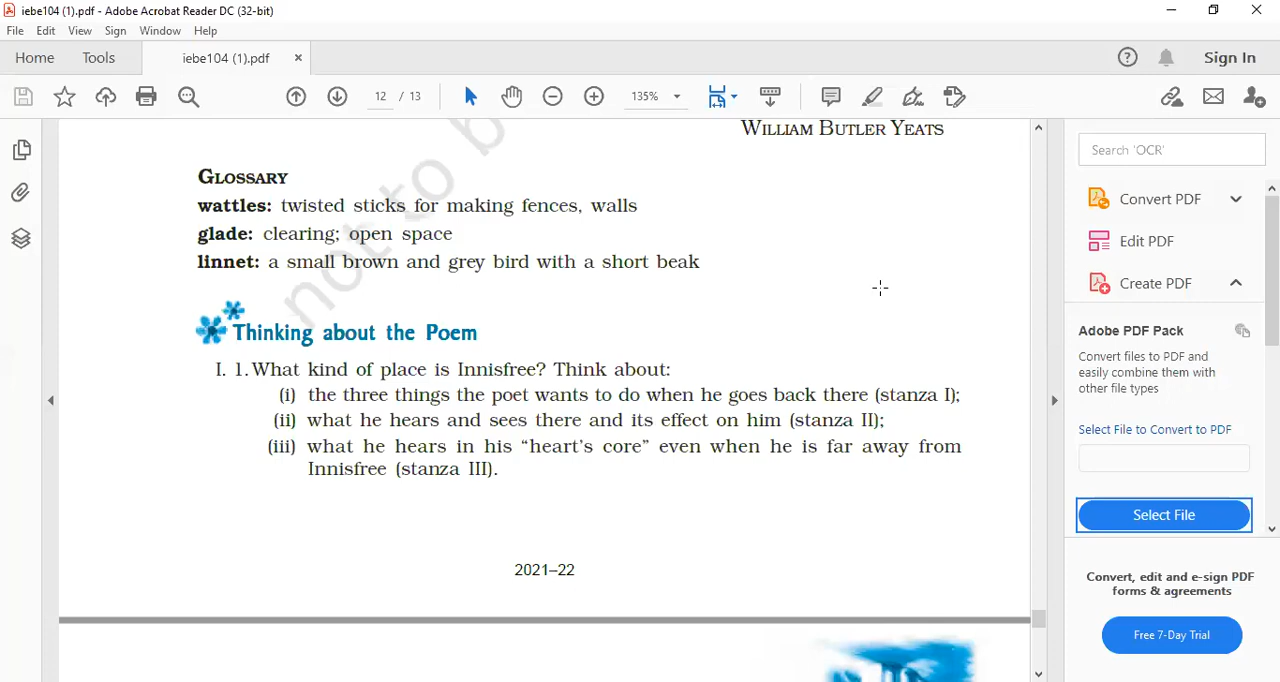 iebe104 (1).pdf - Adobe Acrobat Reader DC (32-bit)
File Edit View Sign Window Help
Home Tools iebe104 (1).pdf × Sign In
12 / 13 135%
WILLIAM BUTLER YEATS
Search 'OCR'
GLOSSARY
wattles: twisted sticks for making fences, walls
glade: clearing; open space
linnet: a small brown and grey bird with a short beak
not to b
Thinking about the Poem
I. 1. What kind of place is Innisfree? Think about:
(i) the three things the poet wants to do when he goes back there (stanza I);
(ii) what he hears and sees there and its effect on him (stanza II);
(iii) what he hears in his “heart’s core” even when he is far away from
Innisfree (stanza III).
2021–22
Convert PDF
Edit PDF
Create PDF
Adobe PDF Pack
Convert files to PDF and
easily combine them with
other file types
Select File to Convert to PDF
Select File
Convert, edit and e-sign PDF
forms & agreements
Free 7-Day Trial